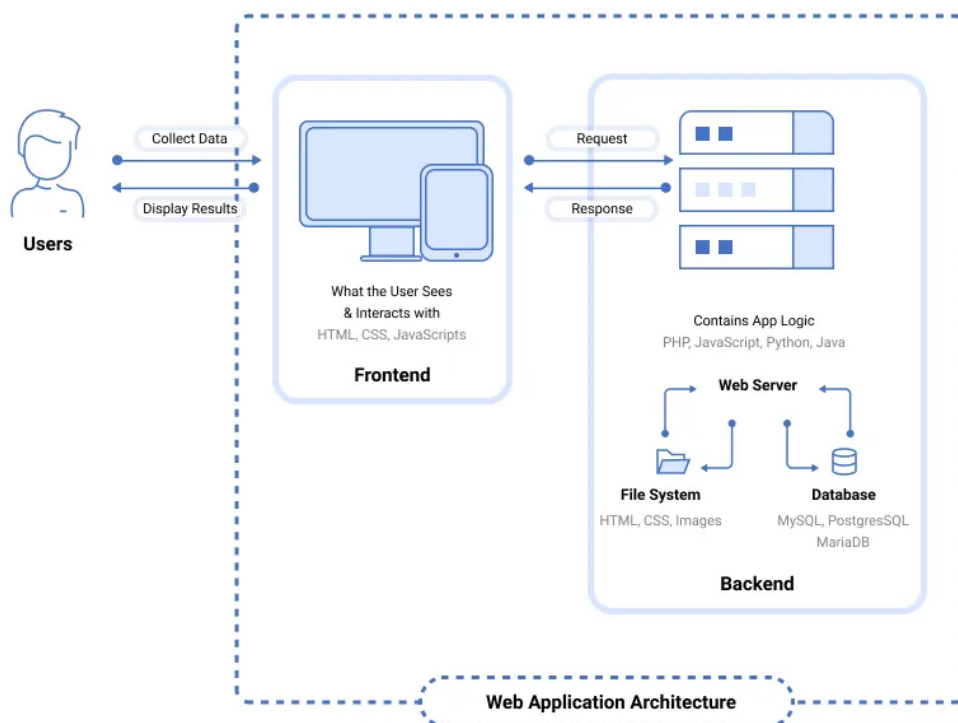 Collect Data
Display Results
Users
What the User Sees
& Interacts with
HTML, CSS, JavaScripts
Frontend
Request
Response
Contains App Logic
PHP, JavaScript, Python, Java
Web Server
File System
HTML, CSS, Images
Database
MySQL, PostgresSQL
MariaDB
Backend
Web Application Architecture